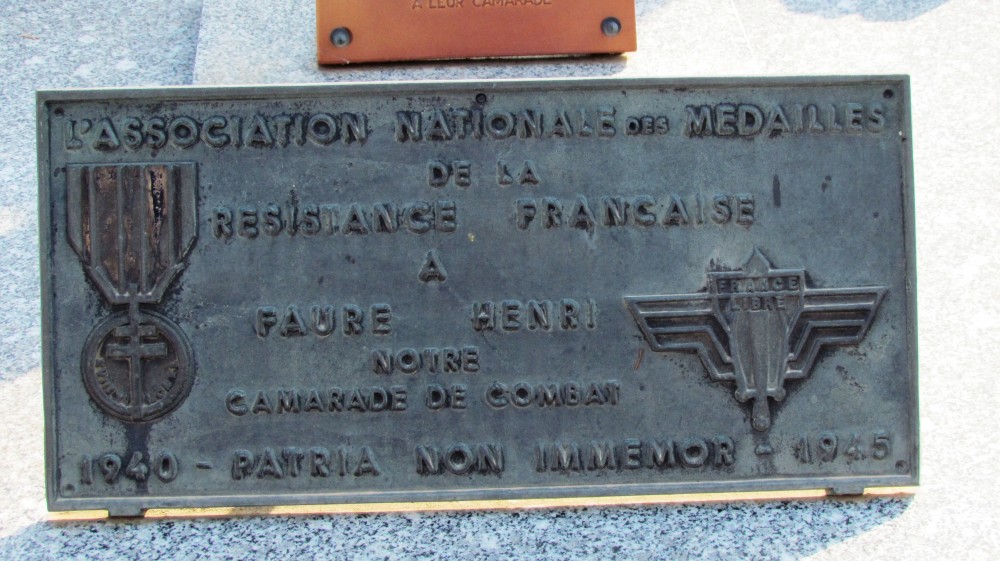 A LEUR CAMARADE
L'ASSOCIATION NATIONALE DES MEDAILLES
DE LA
RESISTANCE FRANCAISE
A
FAURE HENRI
NOTRE
CAMARADE DE COMBAT
1940 - PATRIA NON IMMEMOR - 1945
FRANCE
LIBRE